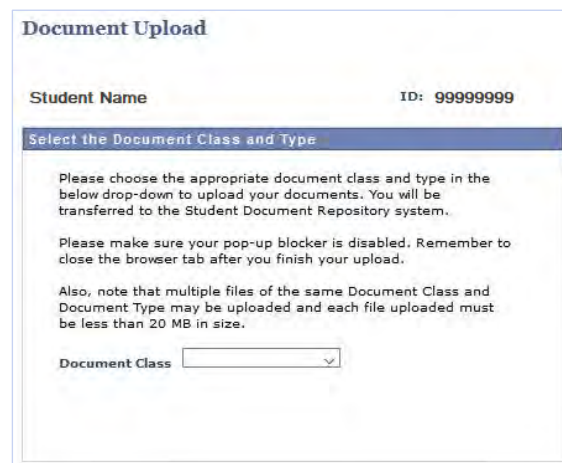 Document Upload
Student Name ID: 99999999
Select the Document Class and Type
Please choose the appropriate document class and type in the
below drop-down to upload your documents. You will be
transferred to the Student Document Repository system.
Please make sure your pop-up blocker is disabled. Remember to
close the browser tab after you finish your upload.
Also, note that multiple files of the same Document Class and
Document Type may be uploaded and each file uploaded must
be less than 20 MB in size.
Document Class